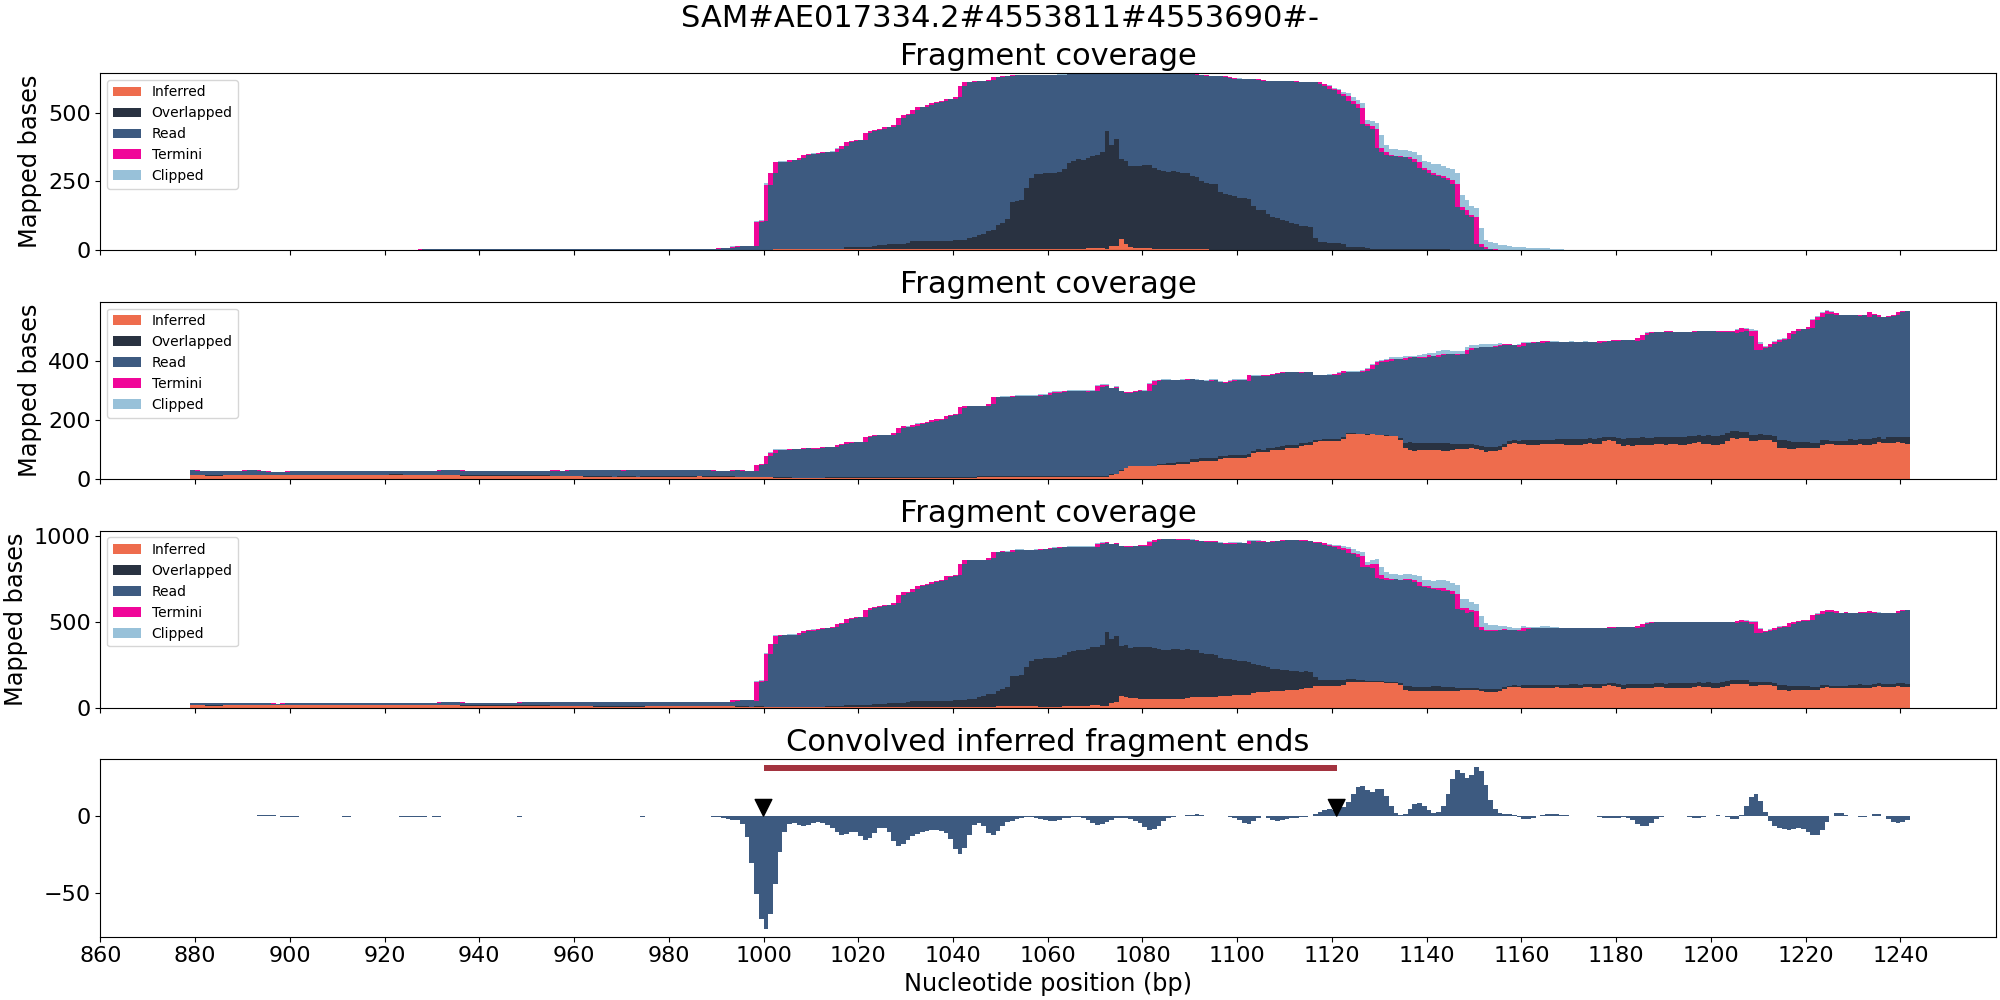 SAM#AE017334.2#4553811#4553690#-
Fragment coverage
Mapped bases
500
250
0
Inferred
Overlapped
Read
Termini
Clipped
Fragment coverage
Mapped bases
400
200
0
Inferred
Overlapped
Read
Termini
Clipped
Fragment coverage
Mapped bases
1000
500
0
Inferred
Overlapped
Read
Termini
Clipped
Convolved inferred fragment ends
0
−50
860 880 900 920 940 960 980 1000 1020 1040 1060 1080 1100 1120 1140 1160 1180 1200 1220 1240
Nucleotide position (bp)